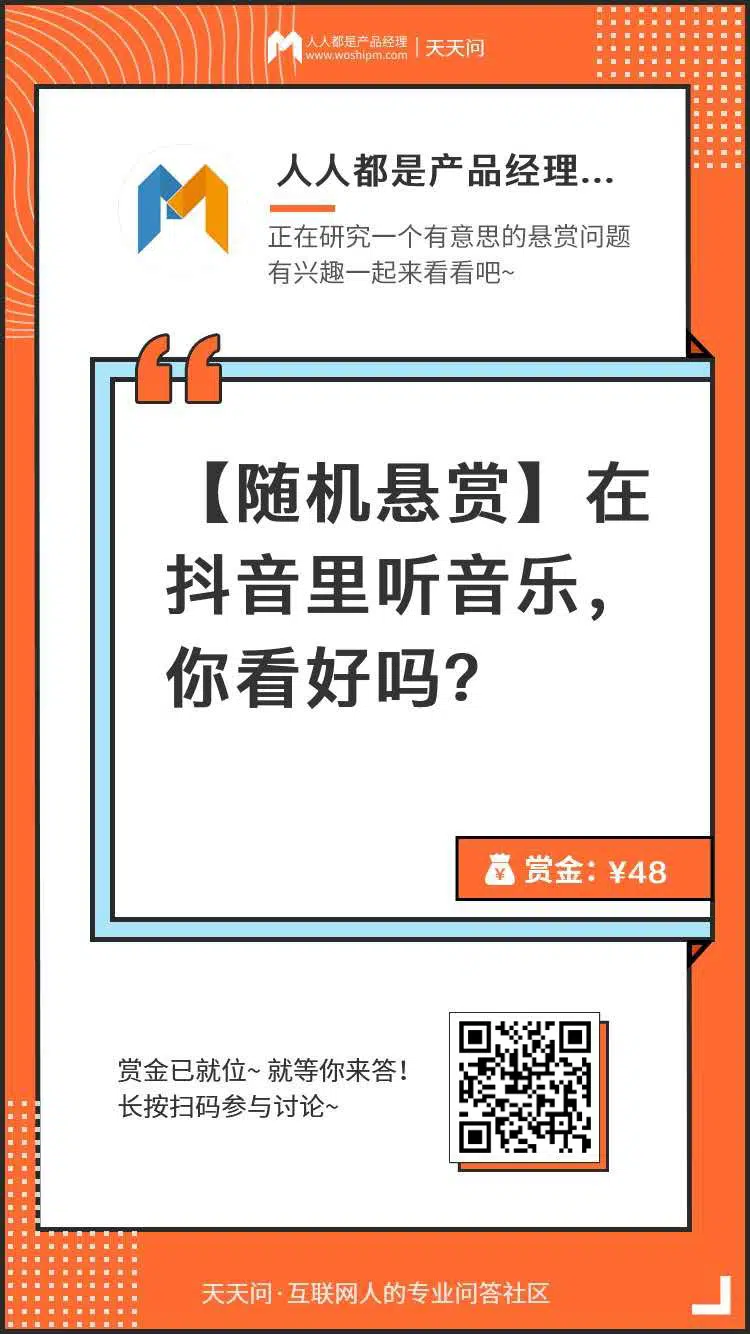 人人都是产品经理
www.woshipm.com
天天问
人人都是产品经理...
正在研究一个有意思的悬赏问题
有兴趣一起来看看吧~
【随机悬赏】在
抖音里听音乐，
你看好吗？
¥ 赏金：¥48
赏金已就位~ 就等你来答！
长按扫码参与讨论~
天天问·互联网人的专业问答社区